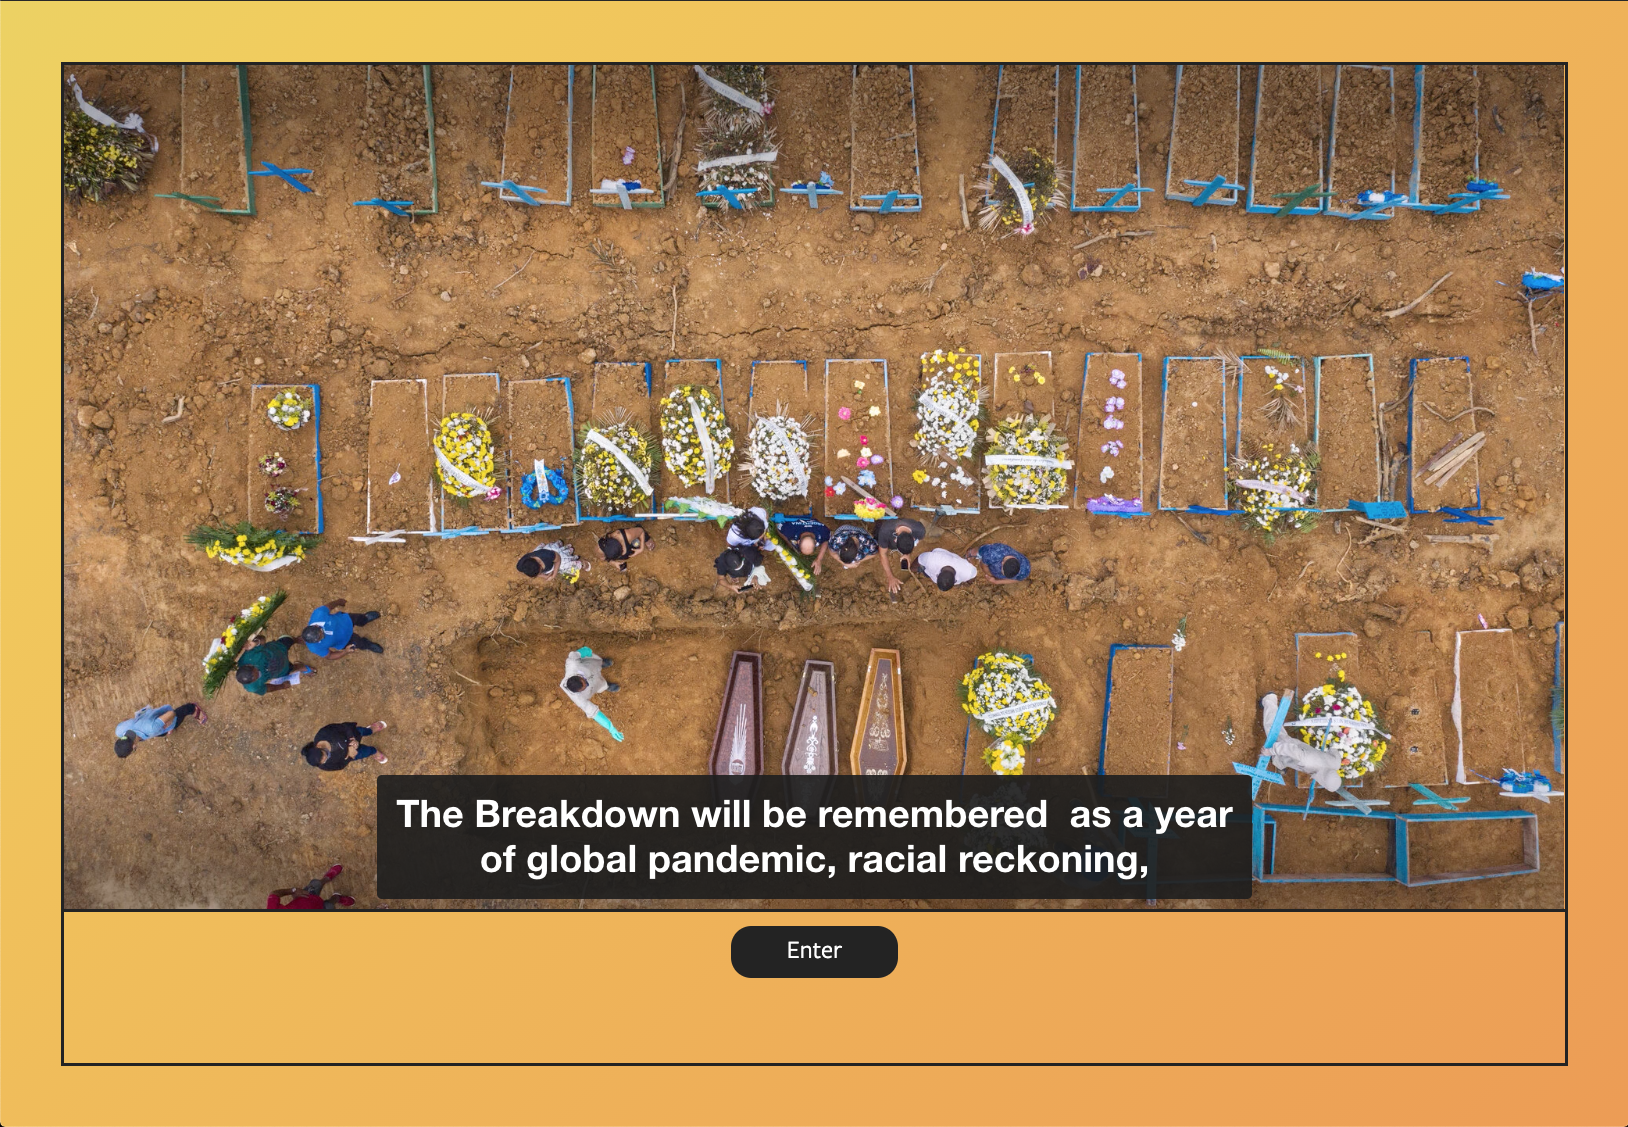 The Breakdown will be remembered  as a year
of global pandemic, racial reckoning,
Enter